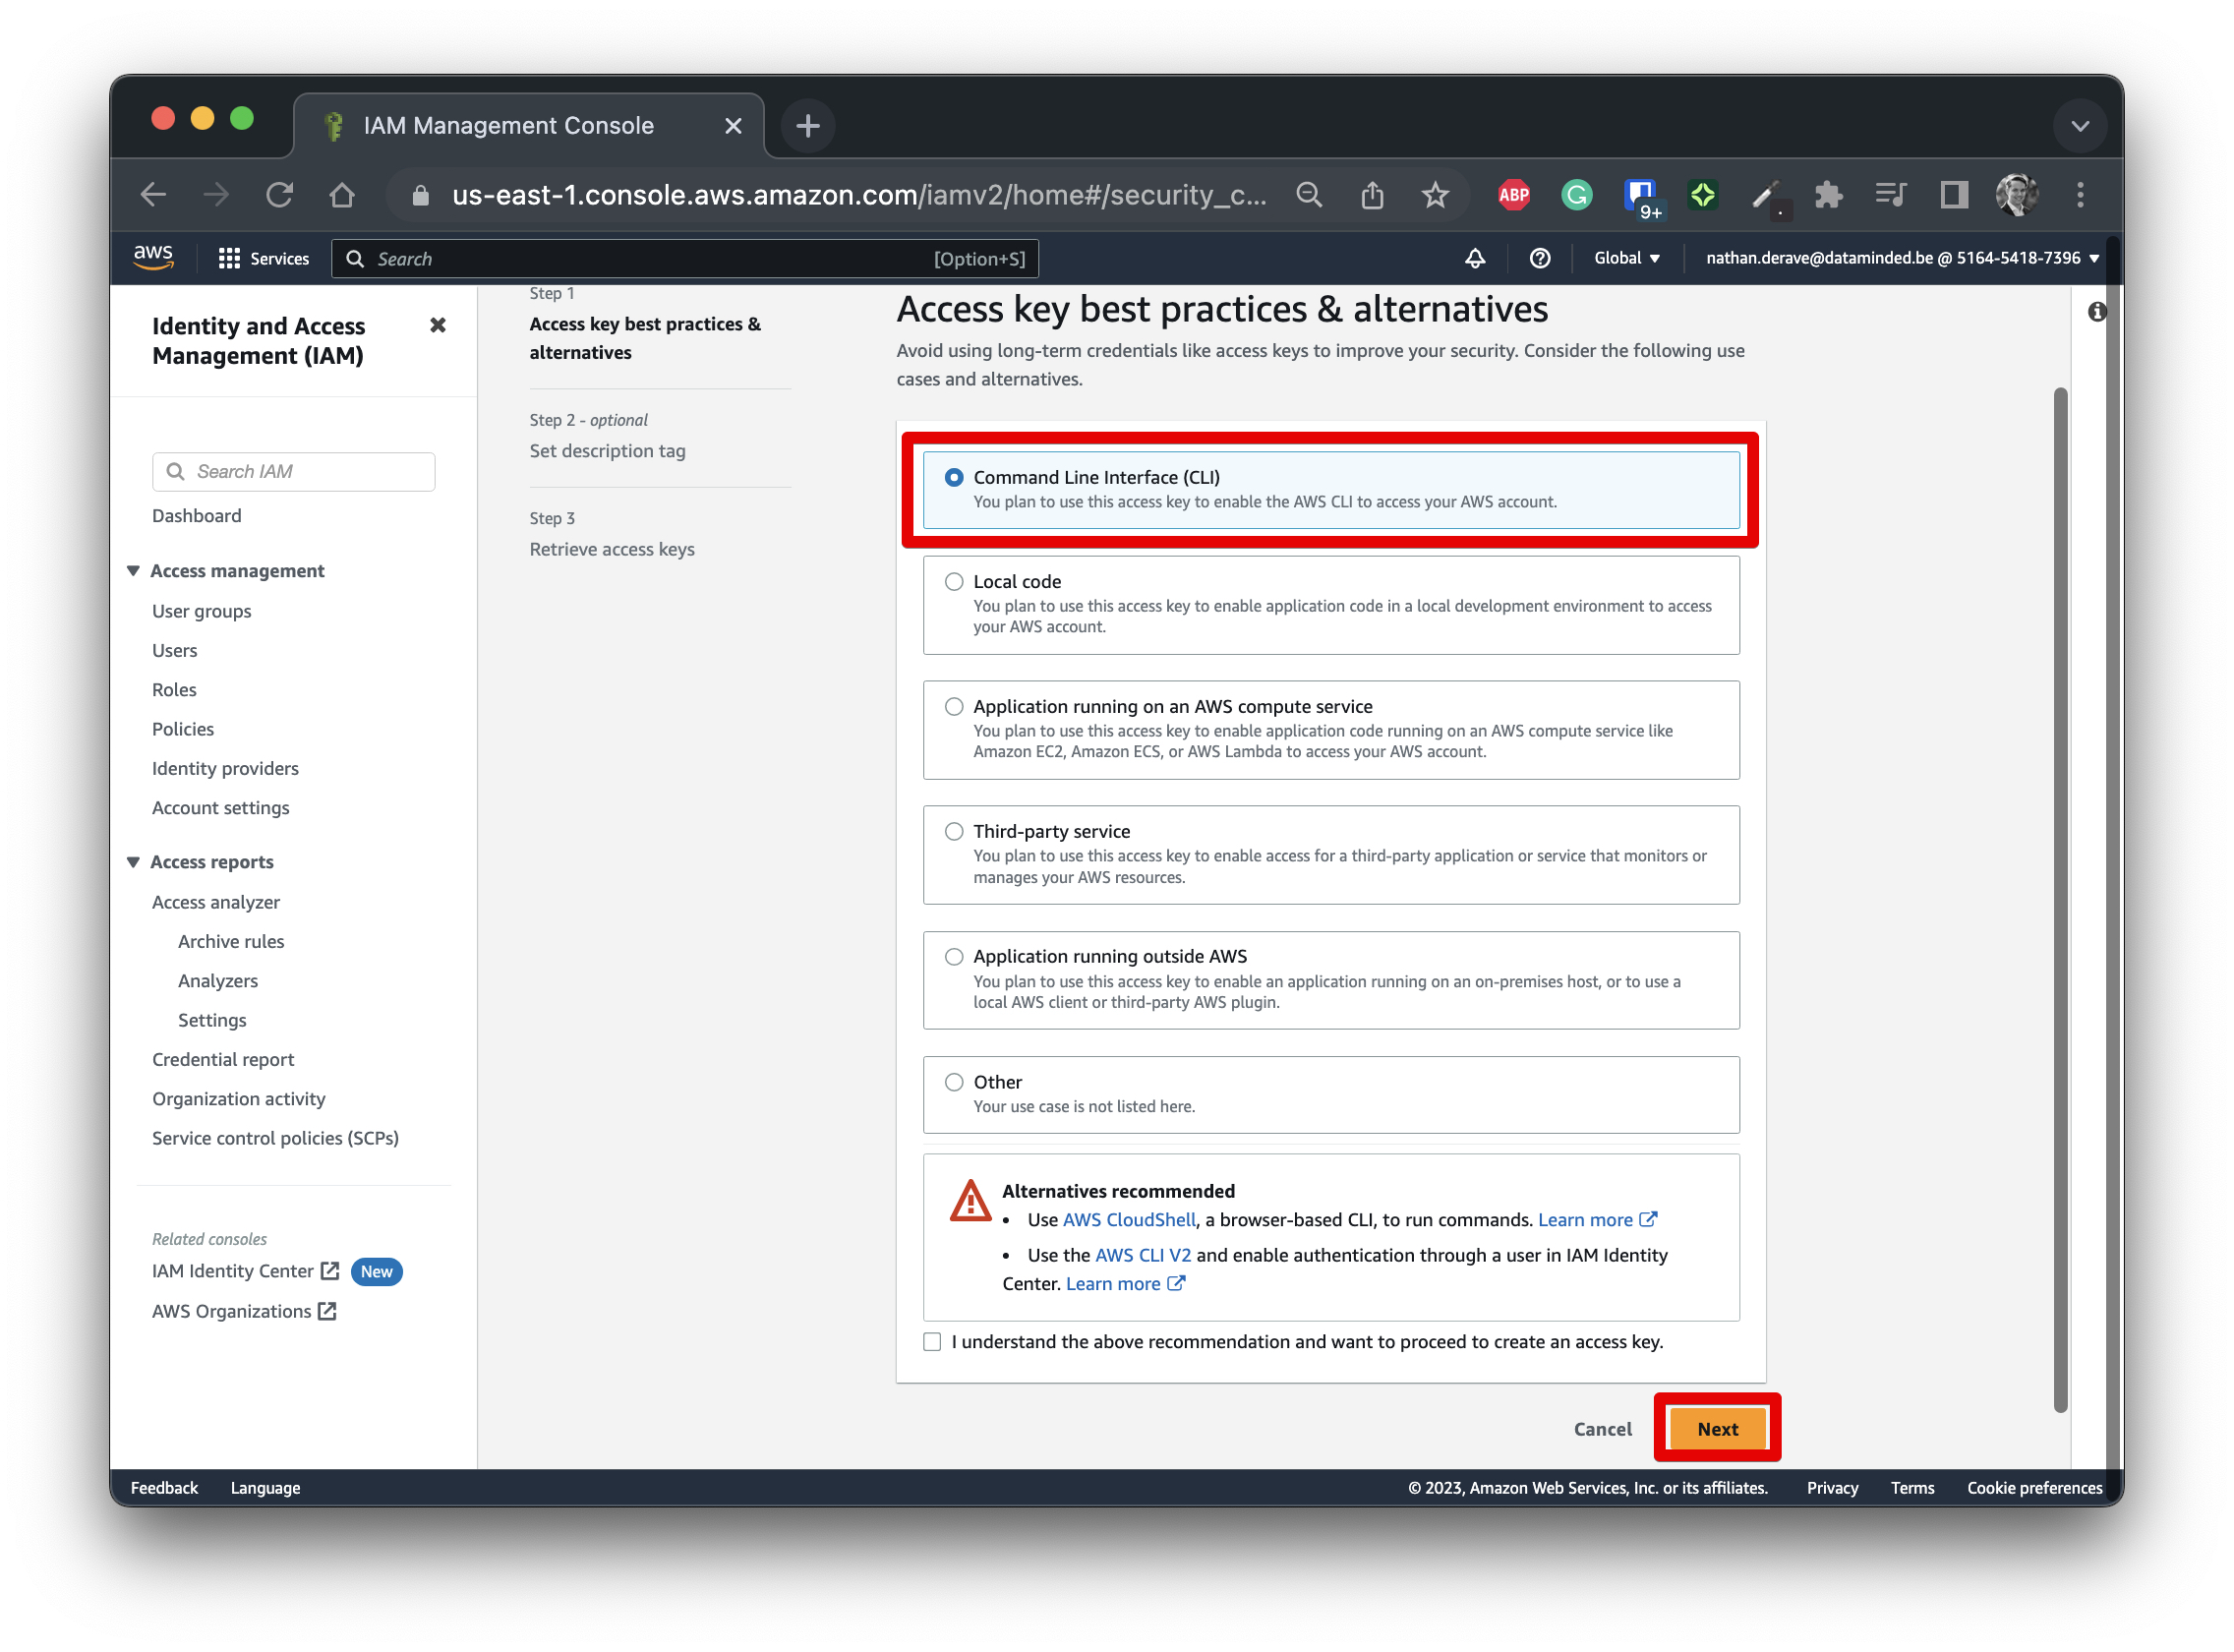 IAM Management Console
us-east-1.console.aws.amazon.com/iamv2/home#/security_c...
ABP
9+
aws
Services
Search
[Option+S]
Global
nathan.derave@dataminded.be @ 5164-5418-7396
Identity and Access
Management (IAM)
Search IAM
Dashboard
Access management
User groups
Users
Roles
Policies
Identity providers
Account settings
Access reports
Access analyzer
Archive rules
Analyzers
Settings
Credential report
Organization activity
Service control policies (SCPs)
Related consoles
IAM Identity Center New
AWS Organizations
Step 1
Access key best practices &
alternatives
Step 2 - optional
Set description tag
Step 3
Retrieve access keys
Access key best practices & alternatives
Avoid using long-term credentials like access keys to improve your security. Consider the following use
cases and alternatives.
Command Line Interface (CLI)
You plan to use this access key to enable the AWS CLI to access your AWS account.
Local code
You plan to use this access key to enable application code in a local development environment to access
your AWS account.
Application running on an AWS compute service
You plan to use this access key to enable application code running on an AWS compute service like
Amazon EC2, Amazon ECS, or AWS Lambda to access your AWS account.
Third-party service
You plan to use this access key to enable access for a third-party application or service that monitors or
manages your AWS resources.
Application running outside AWS
You plan to use this access key to enable an application running on an on-premises host, or to use a
local AWS client or third-party AWS plugin.
Other
Your use case is not listed here.
Alternatives recommended
• Use AWS CloudShell, a browser-based CLI, to run commands. Learn more
• Use the AWS CLI V2 and enable authentication through a user in IAM Identity
Center. Learn more
I understand the above recommendation and want to proceed to create an access key.
Cancel
Next
Feedback
Language
© 2023, Amazon Web Services, Inc. or its affiliates.
Privacy
Terms
Cookie preferences